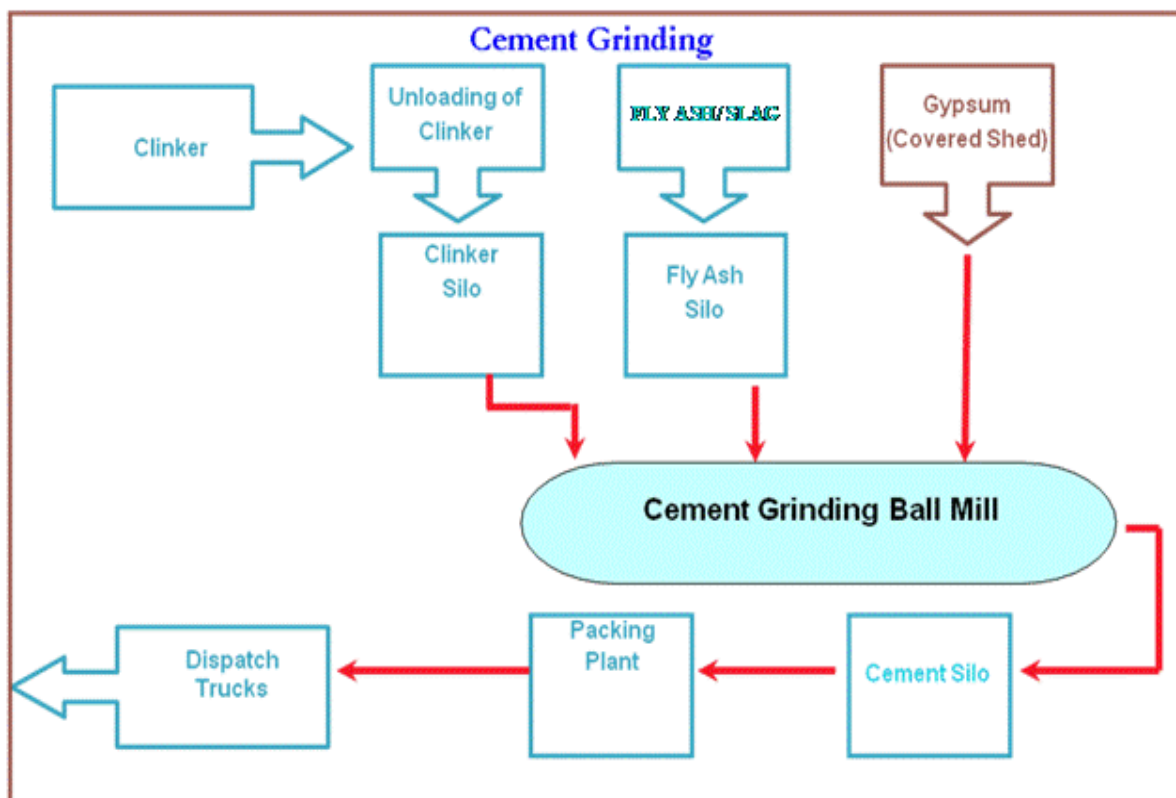 Cement Grinding
Clinker
Unloading of
Clinker
FLY ASH/SLAG
Gypsum
(Covered Shed)
Clinker
Silo
Fly Ash
Silo
Cement Grinding Ball Mill
Dispatch
Trucks
Packing
Plant
Cement Silo